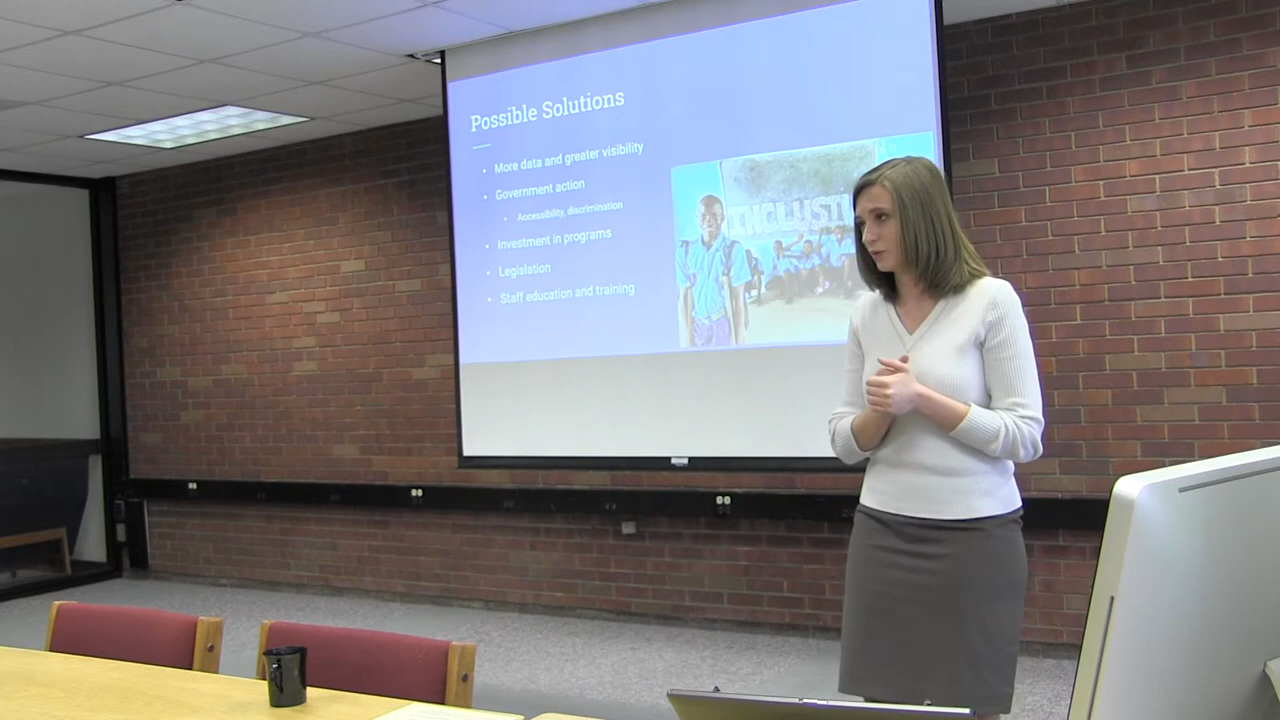 Possible Solutions
More data and greater visibility
Government action
Accessibility, discrimination
Investment in programs
Legislation
Staff education and training
INCLUSI